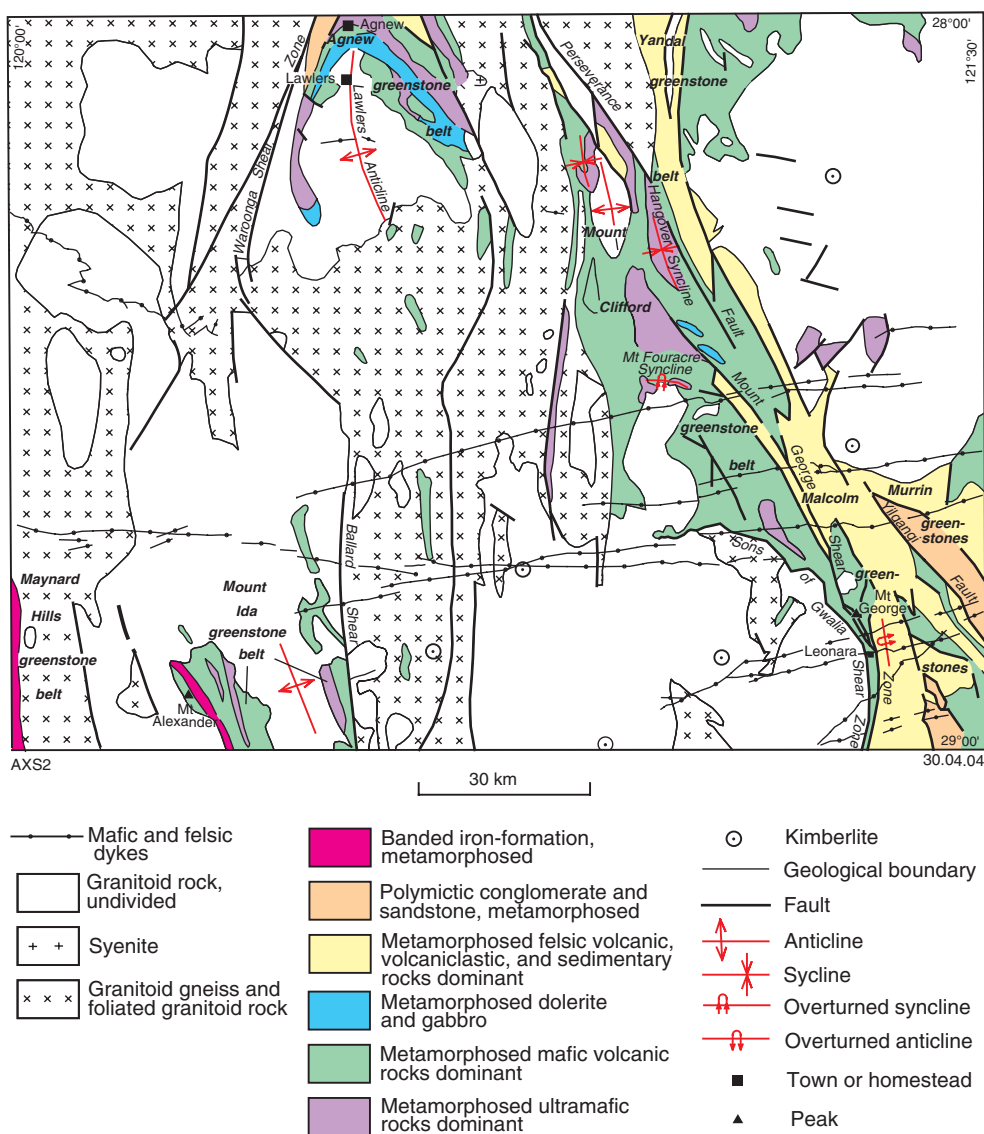 120°00'
28°00'
121°30'
Agnew
Agnew
Lawlers
greenstone
belt
Zone
Shear
Waroonga
Lawlers
Anticline
Perseverance
Yandal
greenstone
belt
Hangover
Syncline
Mount
Clifford
Fault
Mt Fouracre
Syncline
Mount
greenstone
belt
George
Malcolm
Murrin
Kilgangi
green-
stones
Fault
Shear
Sons
of
Gwalia
green-
Mt
George
Leonara
stones
Shear
Zone
Zone
Maynard
Hills
greenstone
belt
Mount
Ida
greenstone
belt
Mt
Alexander
Ballard
Shear
29°00'
AXS2
30.04.04
30 km
Mafic and felsic
dykes
Granitoid rock,
undivided
Syenite
Granitoid gneiss and
foliated granitoid rock
Banded iron-formation,
metamorphosed
Polymictic conglomerate and
sandstone, metamorphosed
Metamorphosed felsic volcanic,
volcaniclastic, and sedimentary
rocks dominant
Metamorphosed dolerite
and gabbro
Metamorphosed mafic volcanic
rocks dominant
Metamorphosed ultramafic
rocks dominant
Kimberlite
Geological boundary
Fault
Anticline
Sycline
Overturned syncline
Overturned anticline
Town or homestead
Peak